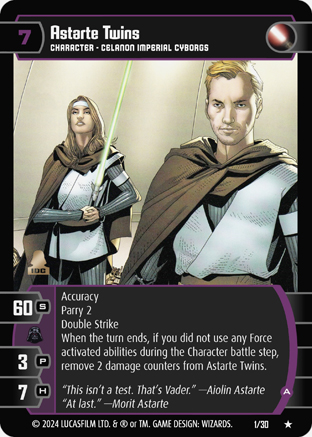 7
Astarte Twins
CHARACTER - CELANON IMPERIAL CYBORGS
60 S
3 P
7 H
Accuracy
Parry 2
Double Strike
When the turn ends, if you did not use any Force
activated abilities during the Character battle step,
remove 2 damage counters from Astarte Twins.
"This isn't a test. That's Vader." —Aiolin Astarte
"At last." —Morit Astarte
A
© 2024 LUCASFILM LTD. & ® or TM. GAME DESIGN: WIZARDS.
1/30